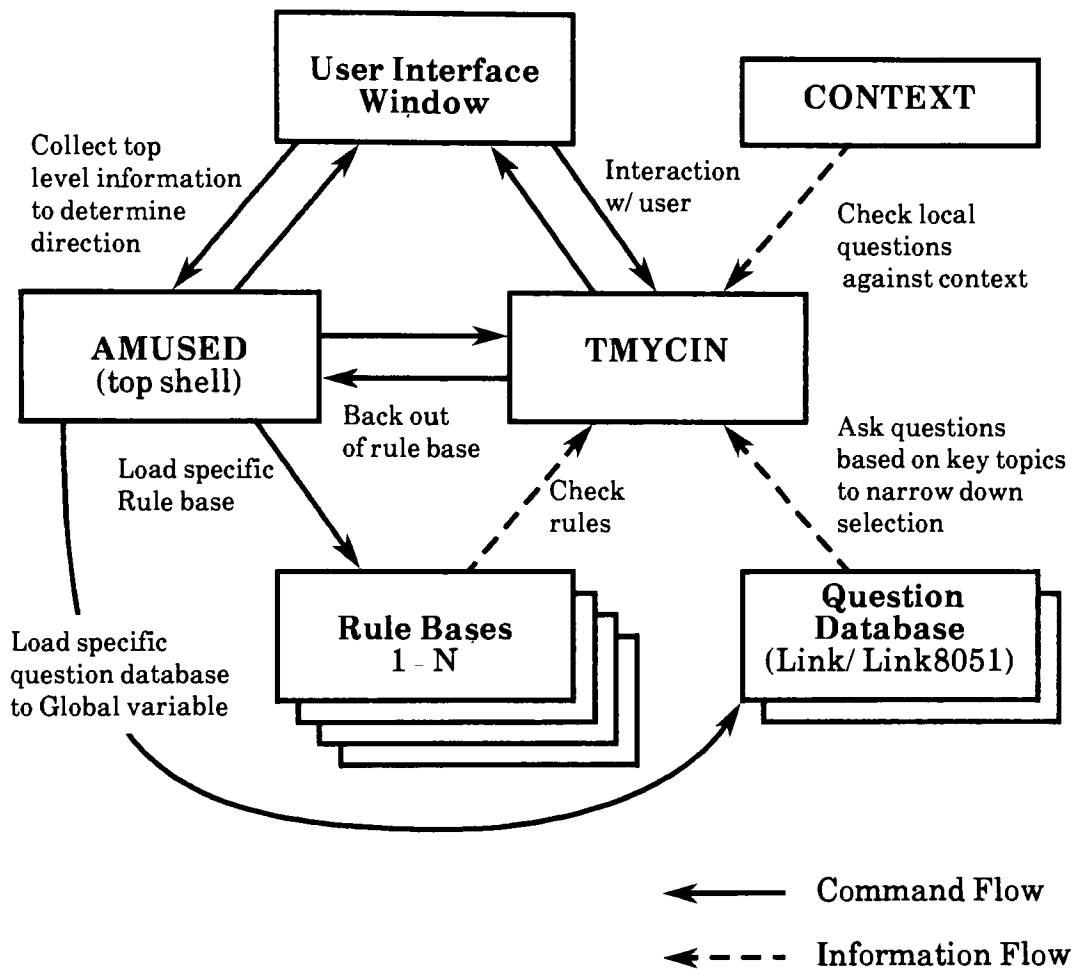 User Interface
Window
CONTEXT
Collect top
level information
to determine
direction
Interaction
w/ user
Check local
questions
against context
AMUSED
(top shell)
TMYCIN
Back out
of rule base
Load specific
Rule base
Check
rules
Ask questions
based on key topics
to narrow down
selection
Rule Bases
1 - N
Question
Database
(Link/ Link8051)
Load specific
question database
to Global variable
Command Flow
Information Flow